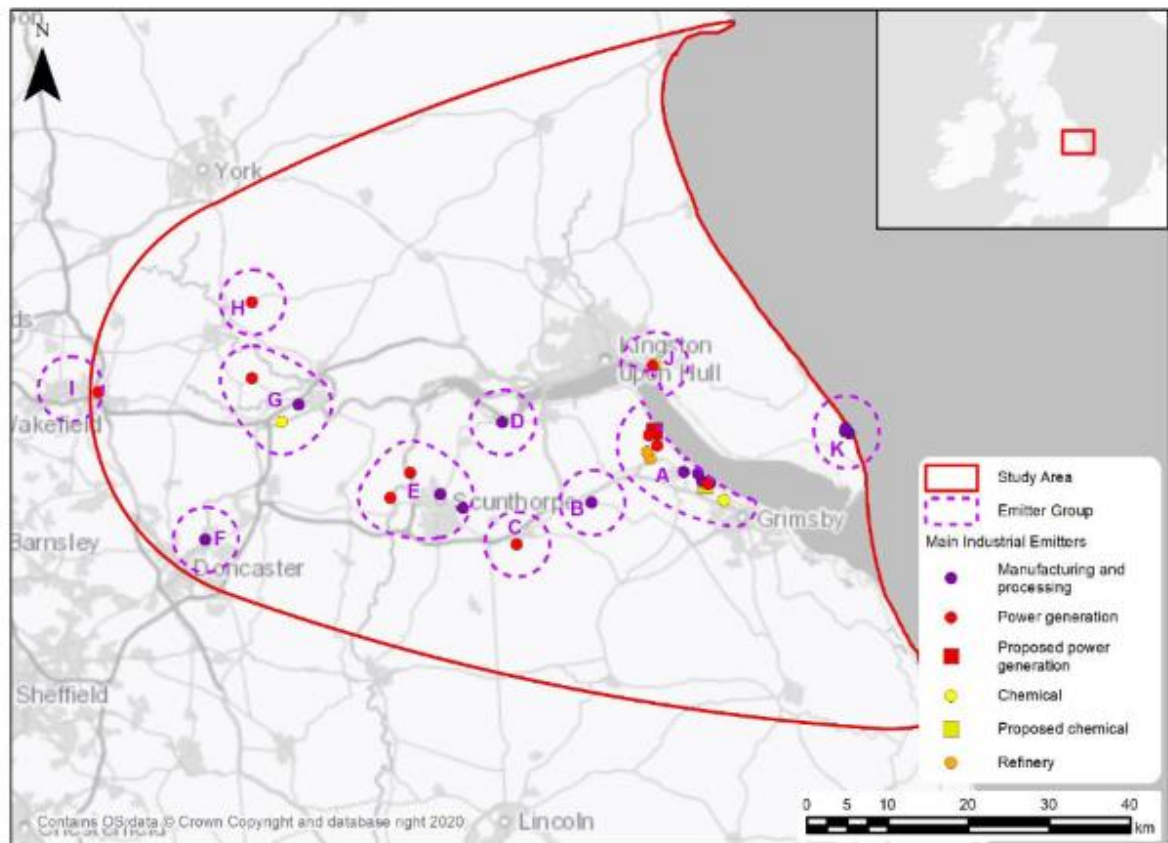 N
York
H
Kingston
upon Hull
J
I
G
Wakefield
D
K
A
E
Scunthorpe
B
C
Grimsby
F
Barnsley
Doncaster
Sheffield
Lincoln
Contains OS data © Crown Copyright and database right 2020
Study Area
Emitter Group
Main Industrial Emitters
Manufacturing and
processing
Power generation
Proposed power
generation
Chemical
Proposed chemical
Refinery
0 5 10 20 30 40
km